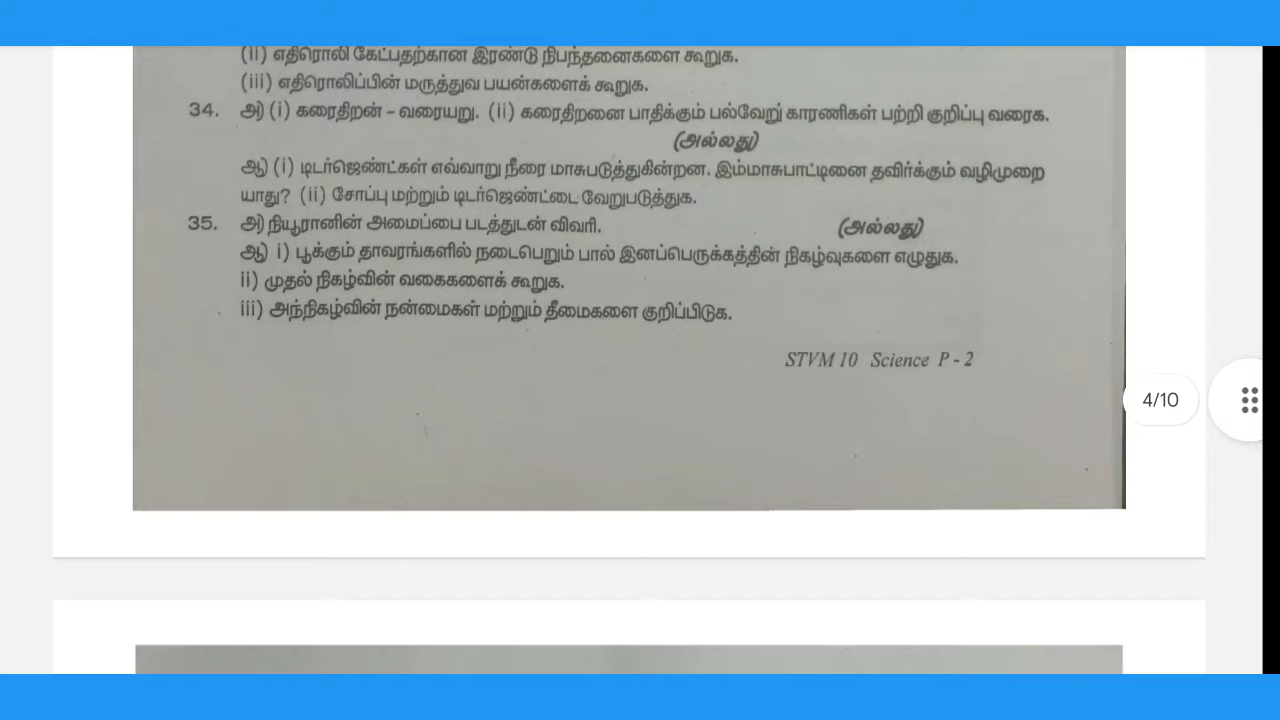 (ii) எதிரொலி கேட்பதற்கான இரண்டு நிபந்தனைகளை கூறுக.
(iii) எதிரொலிப்பின் மருத்துவ பயன்களைக் கூறுக.
34. அ) (i) கரைதிறன் – வரையறு. (ii) கரைதிறனை பாதிக்கும் பல்வேறு காரணிகள் பற்றி குறிப்பு வரைக.
(அல்லது)
ஆ) (i) டிடர்ஜெண்ட்கள் எவ்வாறு நீரை மாசுபடுத்துகின்றன. இம்மாசுபாட்டினை தவிர்க்கும் வழிமுறை
யாது? (ii) சோப்பு மற்றும் டிடர்ஜெண்ட்டை வேறுபடுத்துக.
35. அ) நியூரானின் அமைப்பை படத்துடன் விவரி. (அல்லது)
ஆ) i) பூக்கும் தாவரங்களில் நடைபெறும் பால் இனப்பெருக்கத்தின் நிகழ்வுகளை எழுதுக.
ii) முதல் நிகழ்வின் வகைகளைக் கூறுக.
iii) அந்நிகழ்வின் நன்மைகள் மற்றும் தீமைகளை குறிப்பிடுக.
STVM 10 Science P - 2
4/10